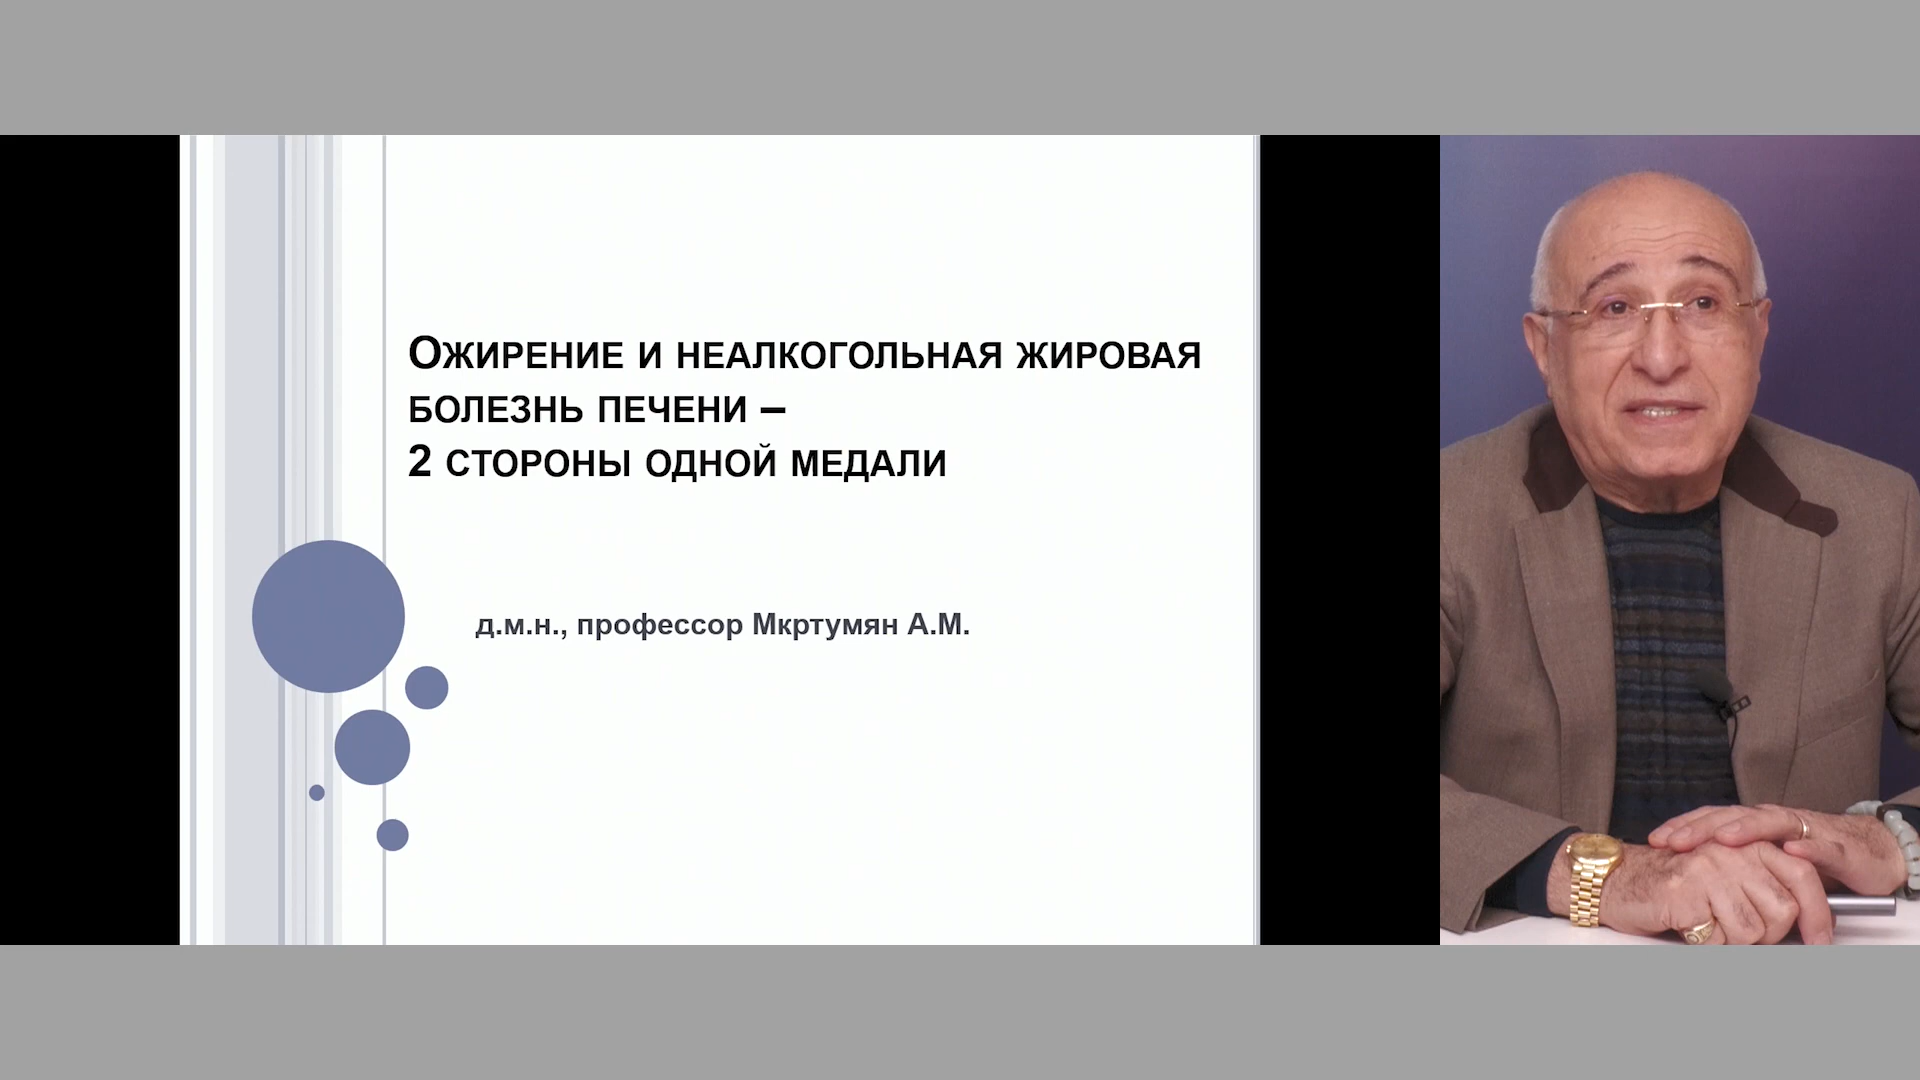 Ожирение и неалкогольная жировая
болезнь печени –
2 стороны одной медали
д.м.н., профессор Мкртумян А.М.